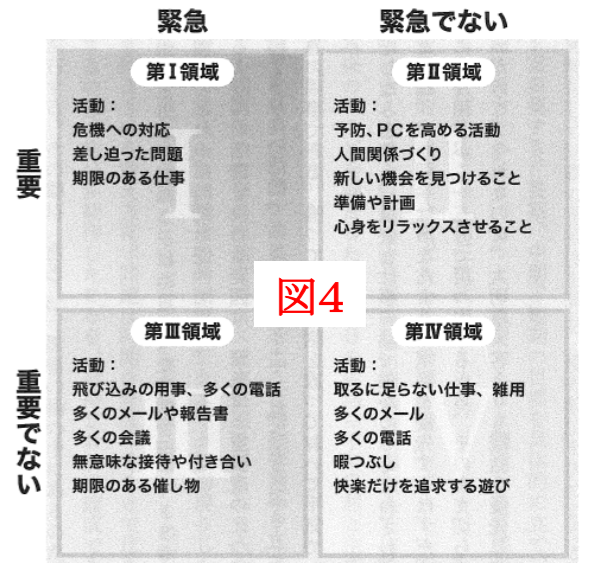 緊急
緊急でない
重要
第Ⅰ領域
活動：
危機への対応
差し迫った問題
期限のある仕事
Ⅰ
第Ⅱ領域
活動：
予防、ＰＣを高める活動
人間関係づくり
新しい機会を見つけること
準備や計画
心身をリラックスさせること
Ⅱ
図4
重要でない
第Ⅲ領域
活動：
飛び込みの用事、多くの電話
多くのメールや報告書
多くの会議
無意味な接待や付き合い
期限のある催し物
Ⅲ
第Ⅳ領域
活動：
取るに足らない仕事、雑用
多くのメール
多くの電話
暇つぶし
快楽だけを追求する遊び
Ⅳ